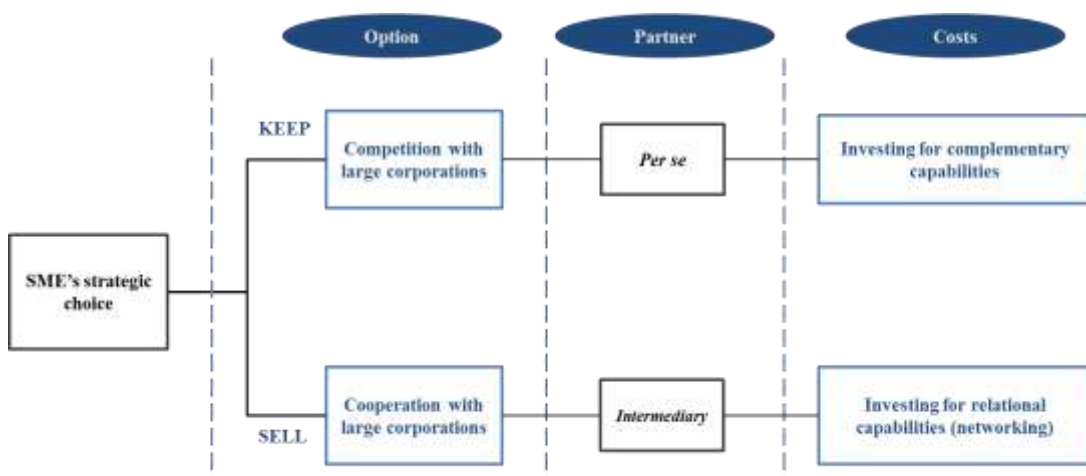 Option
Partner
Costs
KEEP
Competition with
large corporations
Per se
Investing for complementary
capabilities
SME's strategic
choice
Cooperation with
large corporations
SELL
Intermediary
Investing for relational
capabilities (networking)